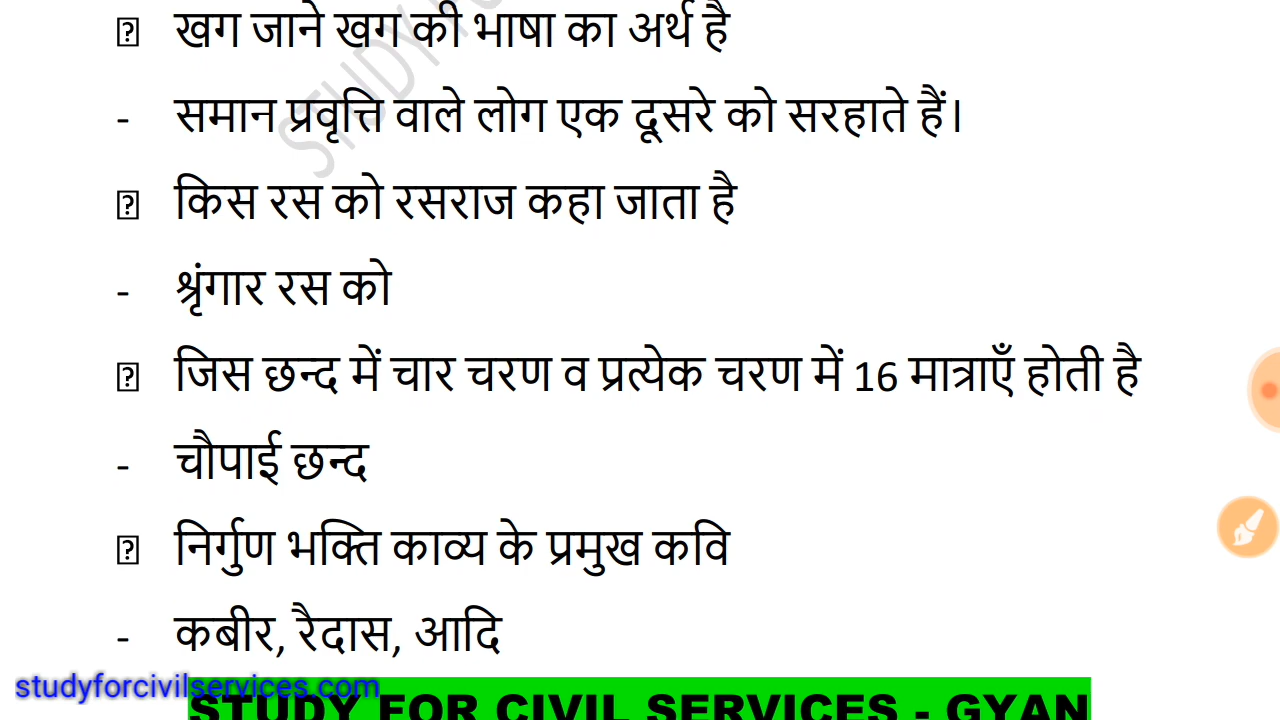 खग जाने खग की भाषा का अर्थ है
- समान प्रवृत्ति वाले लोग एक दूसरे को सरहाते हैं।
किस रस को रसराज कहा जाता है
- श्रृंगार रस को
जिस छन्द में चार चरण व प्रत्येक चरण में 16 मात्राएँ होती है
- चौपाई छन्द
निर्गुण भक्ति काव्य के प्रमुख कवि
- कबीर, रैदास, आदि
studyforcivilservices.com
STUDY FOR CIVIL SERVICES - GYAN